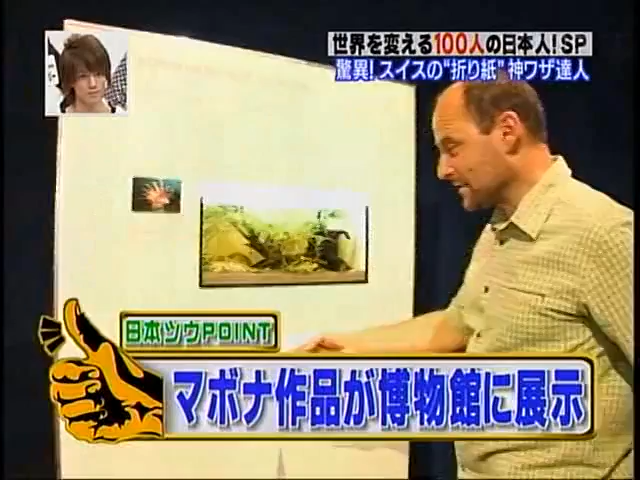 世界を変える100人の日本人！SP
驚異！スイスの"折り紙"神ワザ達人
日本ツウPOINT
マボナ作品が博物館に展示